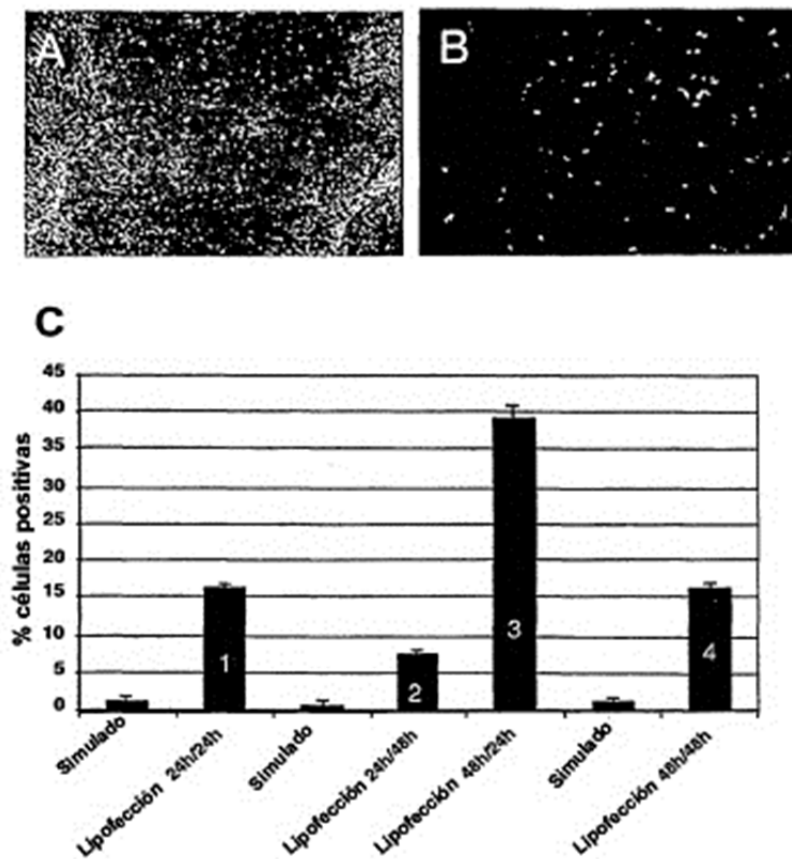 A
B
C
% células positivas
45
40
35
30
25
20
15
10
5
0
1
2
3
4
Simulado
Lipofección 24h/24h
Simulado
Lipofección 24h/48h
Lipofección 48h/24h
Simulado
Lipofección 48h/48h